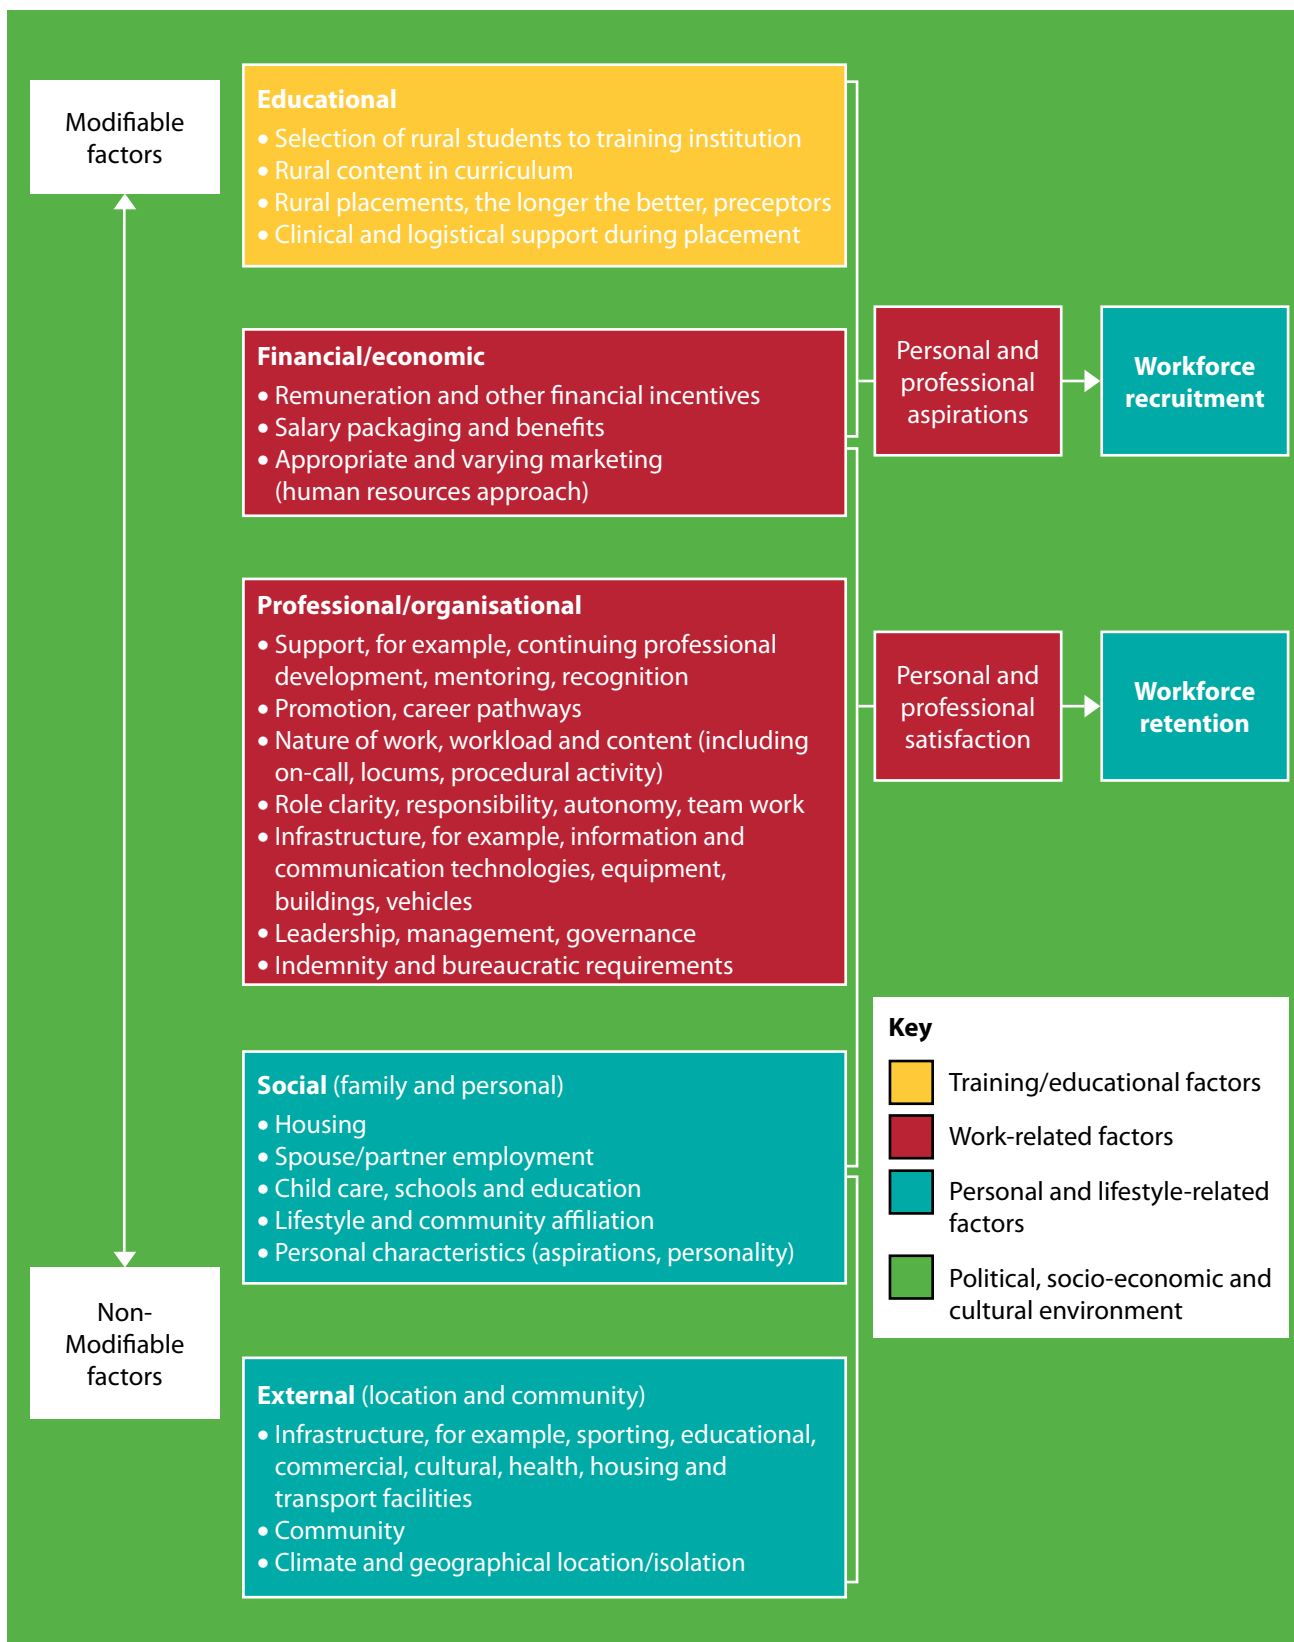 Modifiable
factors
Educational
• Selection of rural students to training institution
• Rural content in curriculum
• Rural placements, the longer the better, preceptors
• Clinical and logistical support during placement
Financial/economic
• Remuneration and other financial incentives
• Salary packaging and benefits
• Appropriate and varying marketing
(human resources approach)
Personal and
professional
aspirations
Workforce
recruitment
Professional/organisational
• Support, for example, continuing professional
development, mentoring, recognition
• Promotion, career pathways
• Nature of work, workload and content (including
on-call, locums, procedural activity)
• Role clarity, responsibility, autonomy, team work
• Infrastructure, for example, information and
communication technologies, equipment,
buildings, vehicles
• Leadership, management, governance
• Indemnity and bureaucratic requirements
Personal and
professional
satisfaction
Workforce
retention
Social (family and personal)
• Housing
• Spouse/partner employment
• Child care, schools and education
• Lifestyle and community affiliation
• Personal characteristics (aspirations, personality)
Non-
Modifiable
factors
External (location and community)
• Infrastructure, for example, sporting, educational,
commercial, cultural, health, housing and
transport facilities
• Community
• Climate and geographical location/isolation
Key
Training/educational factors
Work-related factors
Personal and lifestyle-related
factors
Political, socio-economic and
cultural environment